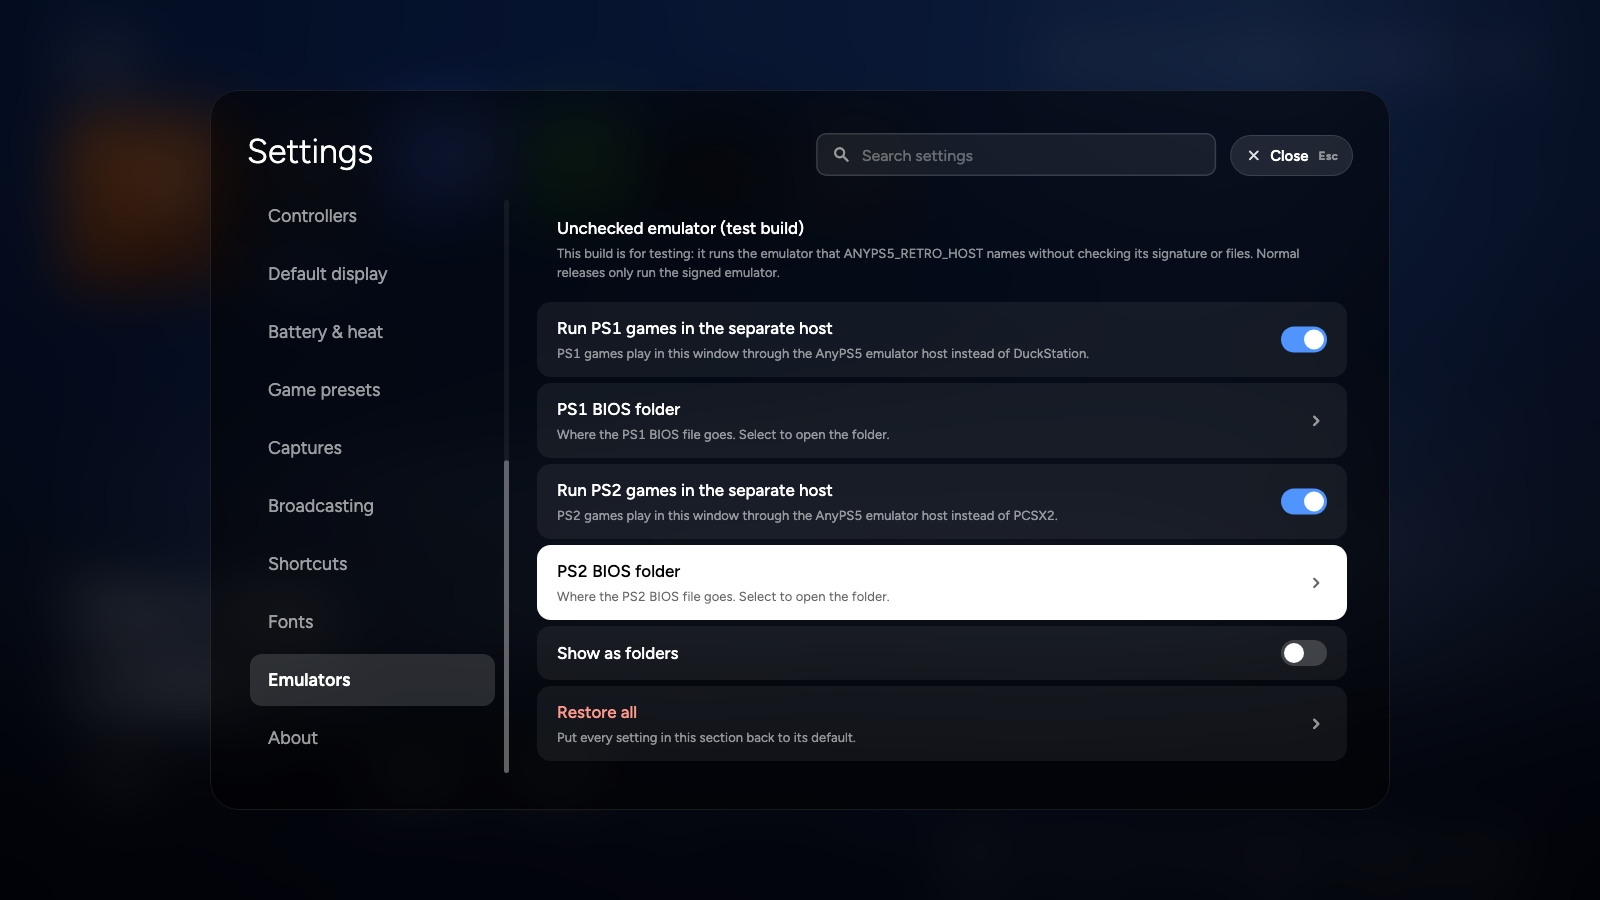 Settings
Search settings
Close Esc
Controllers
Default display
Battery & heat
Game presets
Captures
Broadcasting
Shortcuts
Fonts
Emulators
About
Unchecked emulator (test build)
This build is for testing: it runs the emulator that ANYPS5_RETRO_HOST names without checking its signature or files. Normal
releases only run the signed emulator.
Run PS1 games in the separate host
PS1 games play in this window through the AnyPS5 emulator host instead of DuckStation.
PS1 BIOS folder
Where the PS1 BIOS file goes. Select to open the folder.
Run PS2 games in the separate host
PS2 games play in this window through the AnyPS5 emulator host instead of PCSX2.
PS2 BIOS folder
Where the PS2 BIOS file goes. Select to open the folder.
Show as folders
Restore all
Put every setting in this section back to its default.